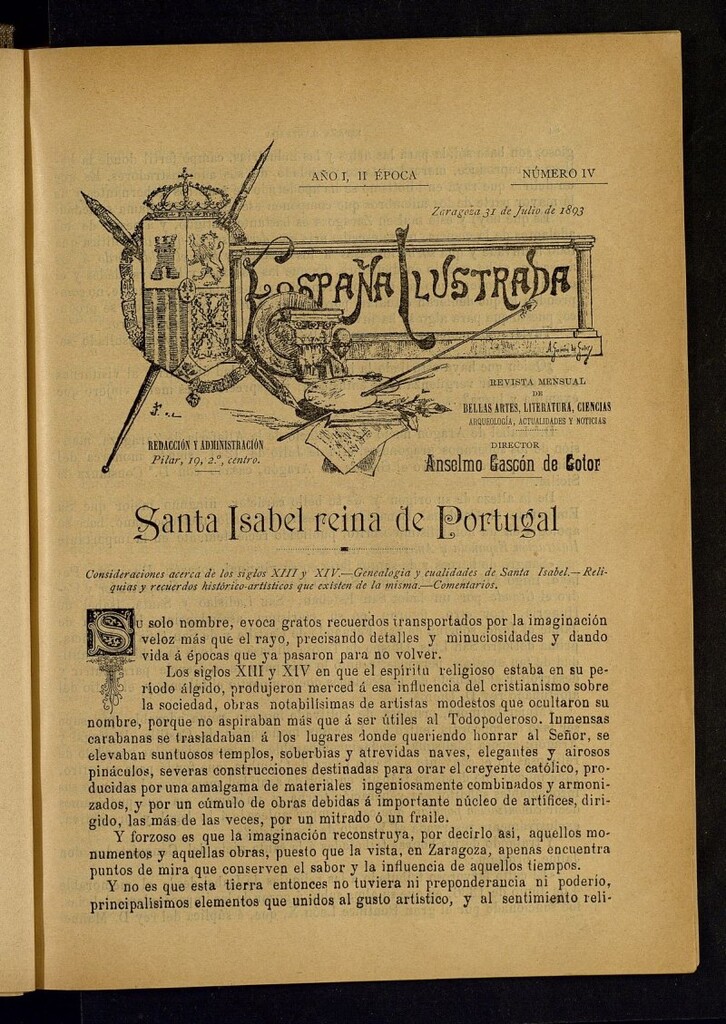 AÑO I, II ÉPOCA
NÚMERO IV
Zaragoza 31 de Julio de 1893
España Ilustrada
REVISTA MENSUAL
DE
BELLAS ARTES, LITERATURA, CIENCIAS
ARQUEOLOGÍA, ACTUALIDADES Y NOTICIAS
DIRECTOR
Anselmo Gascón de Gotor
REDACCIÓN Y ADMINISTRACIÓN
Pilar, 19, 2.º, centro.
Santa Isabel reina de Portugal
Consideraciones acerca de los siglos XIII y XIV.—Genealogía y cualidades de Santa Isabel.—Reli-
quias y recuerdos histórico-artísticos que existen de la misma.—Comentarios.
Su solo nombre, evoca gratos recuerdos transportados por la imaginación
veloz más que el rayo, precisando detalles y minuciosidades y dando
vida á épocas que ya pasaron para no volver.
Los siglos XIII y XIV en que el espíritu religioso estaba en su pe-
ríodo álgido, produjeron merced á esa influencia del cristianismo sobre
la sociedad, obras notabilísimas de artistas modestos que ocultaron su
nombre, porque no aspiraban más que á ser útiles al Todopoderoso. Inmensas
carabanas se trasladaban á los lugares donde queriendo honrar al Señor, se
elevaban suntuosos templos, soberbias y atrevidas naves, elegantes y airosos
pináculos, severas construcciones destinadas para orar el creyente católico, pro-
ducidas por una amalgama de materiales ingeniosamente combinados y armoni-
zados, y por un cúmulo de obras debidas á importante núcleo de artífices, diri-
gido, las más de las veces, por un mitrado ó un fraile.
Y forzoso es que la imaginación reconstruya, por decirlo así, aquellos mo-
numentos y aquellas obras, puesto que la vista, en Zaragoza, apenas encuentra
puntos de mira que conserven el sabor y la influencia de aquellos tiempos.
Y no es que esta tierra entonces no tuviera ni preponderancia ni poderío,
principalísimos elementos que unidos al gusto artístico, y al sentimiento reli-